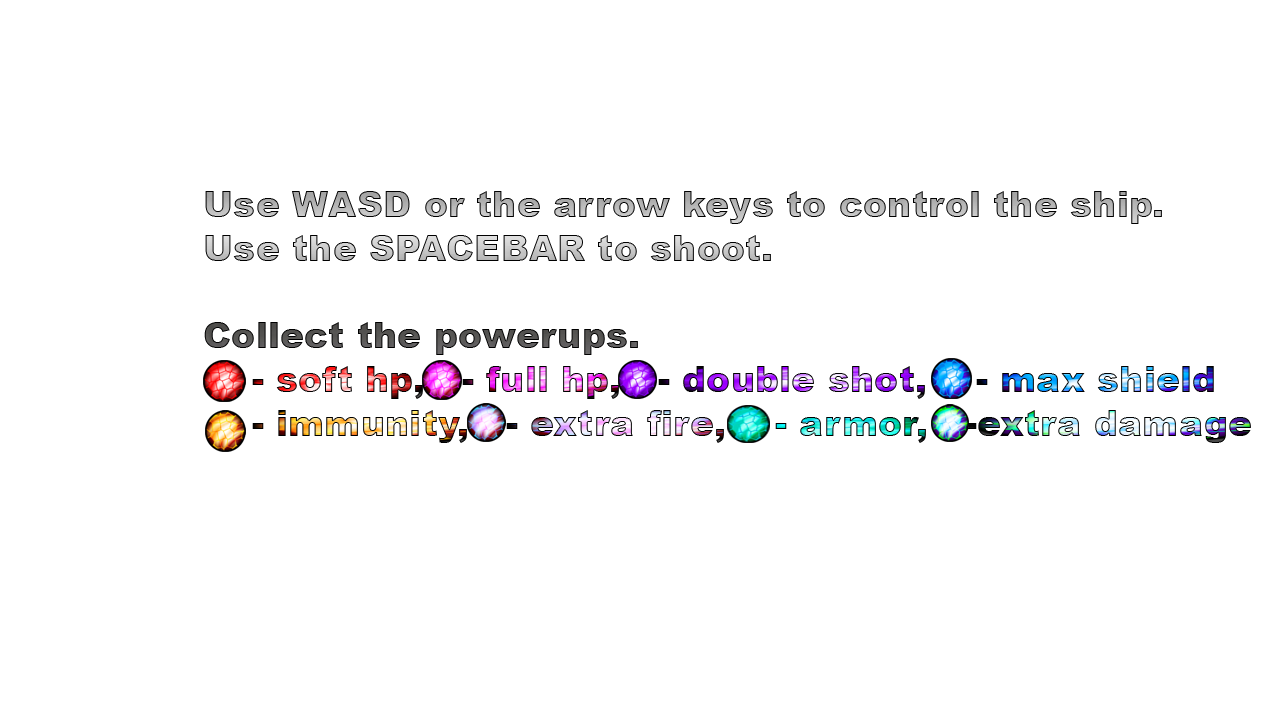 Use WASD or the arrow keys to control the ship.
Use the SPACEBAR to shoot.
Collect the powerups.
- soft hp, - full hp, - double shot, - max shield
- immunity, - extra fire, - armor, -extra damage